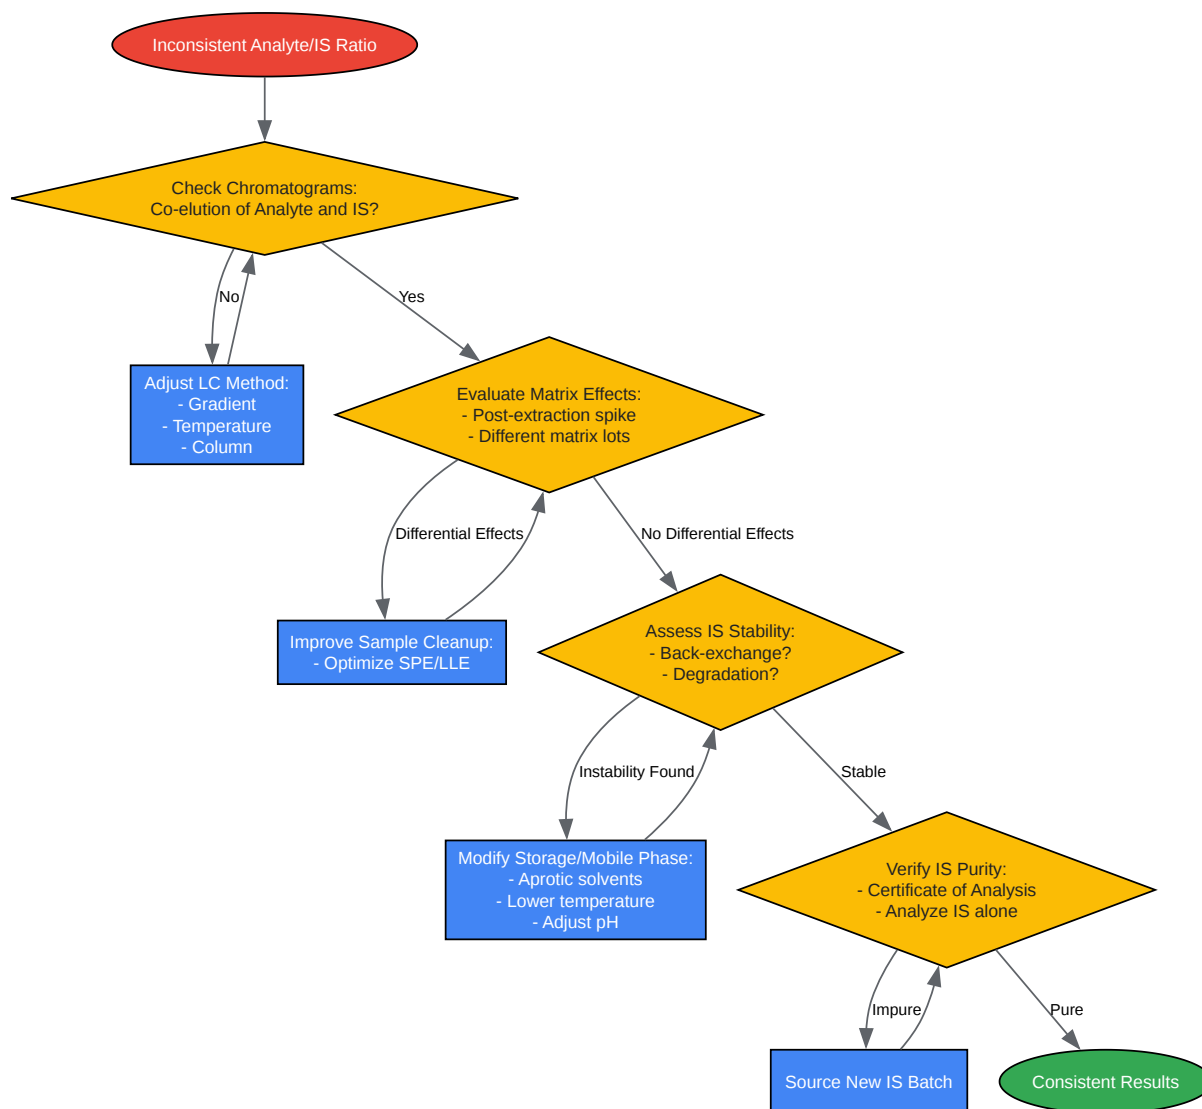 Inconsistent Analyte/IS Ratio
Check Chromatograms:
Co-elution of Analyte and IS?
No
Yes
Adjust LC Method:
- Gradient
- Temperature
- Column
Evaluate Matrix Effects:
- Post-extraction spike
- Different matrix lots
Differential Effects
No Differential Effects
Improve Sample Cleanup:
- Optimize SPE/LLE
Assess IS Stability:
- Back-exchange?
- Degradation?
Instability Found
Stable
Modify Storage/Mobile Phase:
- Aprotic solvents
- Lower temperature
- Adjust pH
Verify IS Purity:
- Certificate of Analysis
- Analyze IS alone
Impure
Pure
Source New IS Batch
Consistent Results